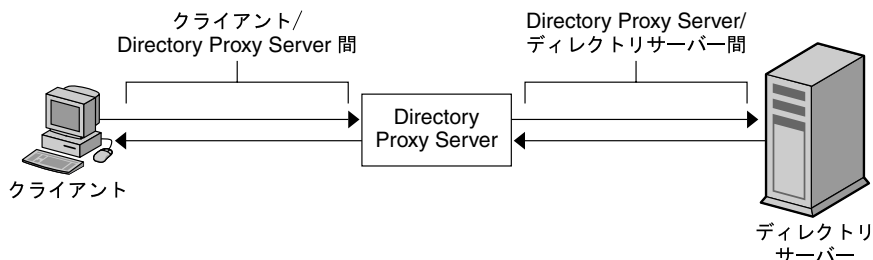 クライアント/
Directory Proxy Server 間
Directory Proxy Server/
ディレクトリサーバー間
Directory
Proxy Server
クライアント
ディレクトリ
サーバー